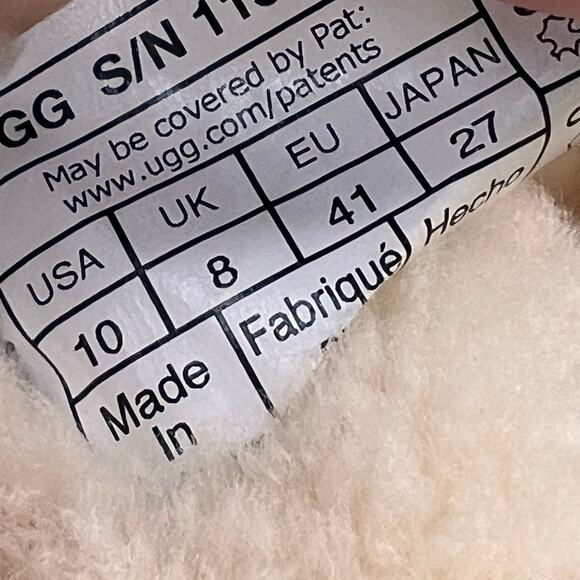 GG S/N 11
May be covered by Pat:
www.ugg.com/patents
USA UK EU JAPAN
10 8 41 27
Made In
Fabriqué
Hecho